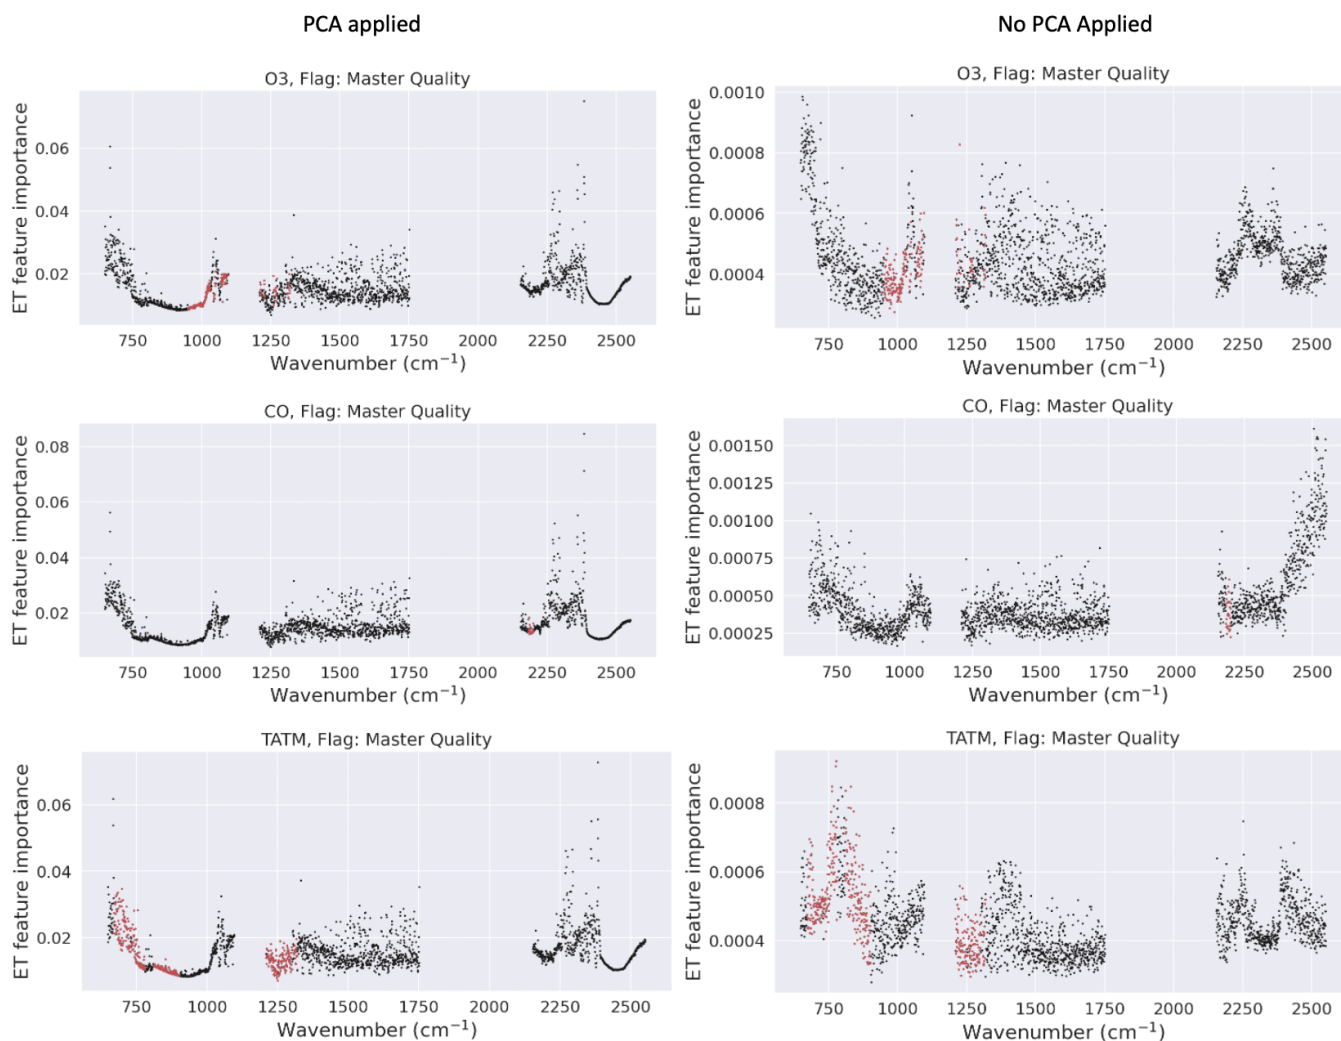 PCA applied
No PCA Applied
O3, Flag: Master Quality
ET feature importance
0.06
0.04
0.02
750 1000 1250 1500 1750 2000 2250 2500
Wavenumber (cm⁻¹)
O3, Flag: Master Quality
ET feature importance
0.0010
0.0008
0.0006
0.0004
750 1000 1250 1500 1750 2000 2250 2500
Wavenumber (cm⁻¹)
CO, Flag: Master Quality
ET feature importance
0.08
0.06
0.04
0.02
750 1000 1250 1500 1750 2000 2250 2500
Wavenumber (cm⁻¹)
CO, Flag: Master Quality
ET feature importance
0.00150
0.00125
0.00100
0.00075
0.00050
0.00025
750 1000 1250 1500 1750 2000 2250 2500
Wavenumber (cm⁻¹)
TATM, Flag: Master Quality
ET feature importance
0.06
0.04
0.02
750 1000 1250 1500 1750 2000 2250 2500
Wavenumber (cm⁻¹)
TATM, Flag: Master Quality
ET feature importance
0.0008
0.0006
0.0004
750 1000 1250 1500 1750 2000 2250 2500
Wavenumber (cm⁻¹)